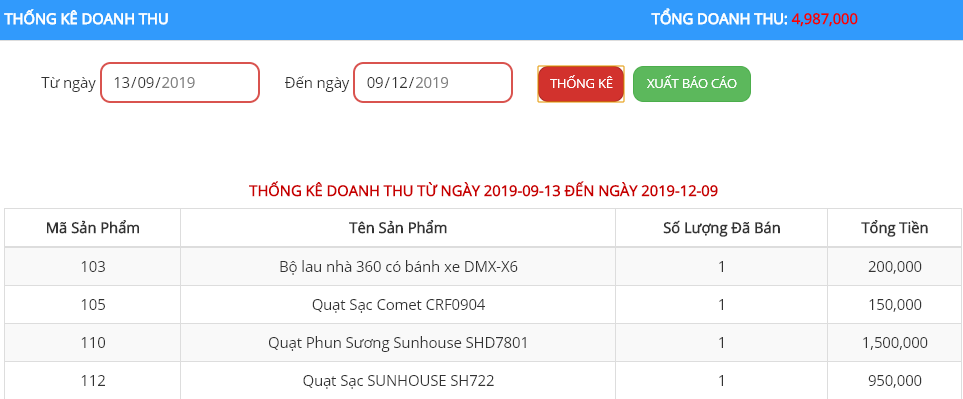 THỐNG KÊ DOANH THU TỔNG DOANH THU: 4,987,000
Từ ngày 13/09/2019 Đến ngày 09/12/2019 THỐNG KÊ XUẤT BÁO CÁO
THỐNG KÊ DOANH THU TỪ NGÀY 2019-09-13 ĐẾN NGÀY 2019-12-09
Mã Sản Phẩm Tên Sản Phẩm Số Lượng Đã Bán Tổng Tiền
103 Bộ lau nhà 360 có bánh xe DMX-X6 1 200,000
105 Quạt Sạc Comet CRF0904 1 150,000
110 Quạt Phun Sương Sunhouse SHD7801 1 1,500,000
112 Quạt Sạc SUNHOUSE SH722 1 950,000